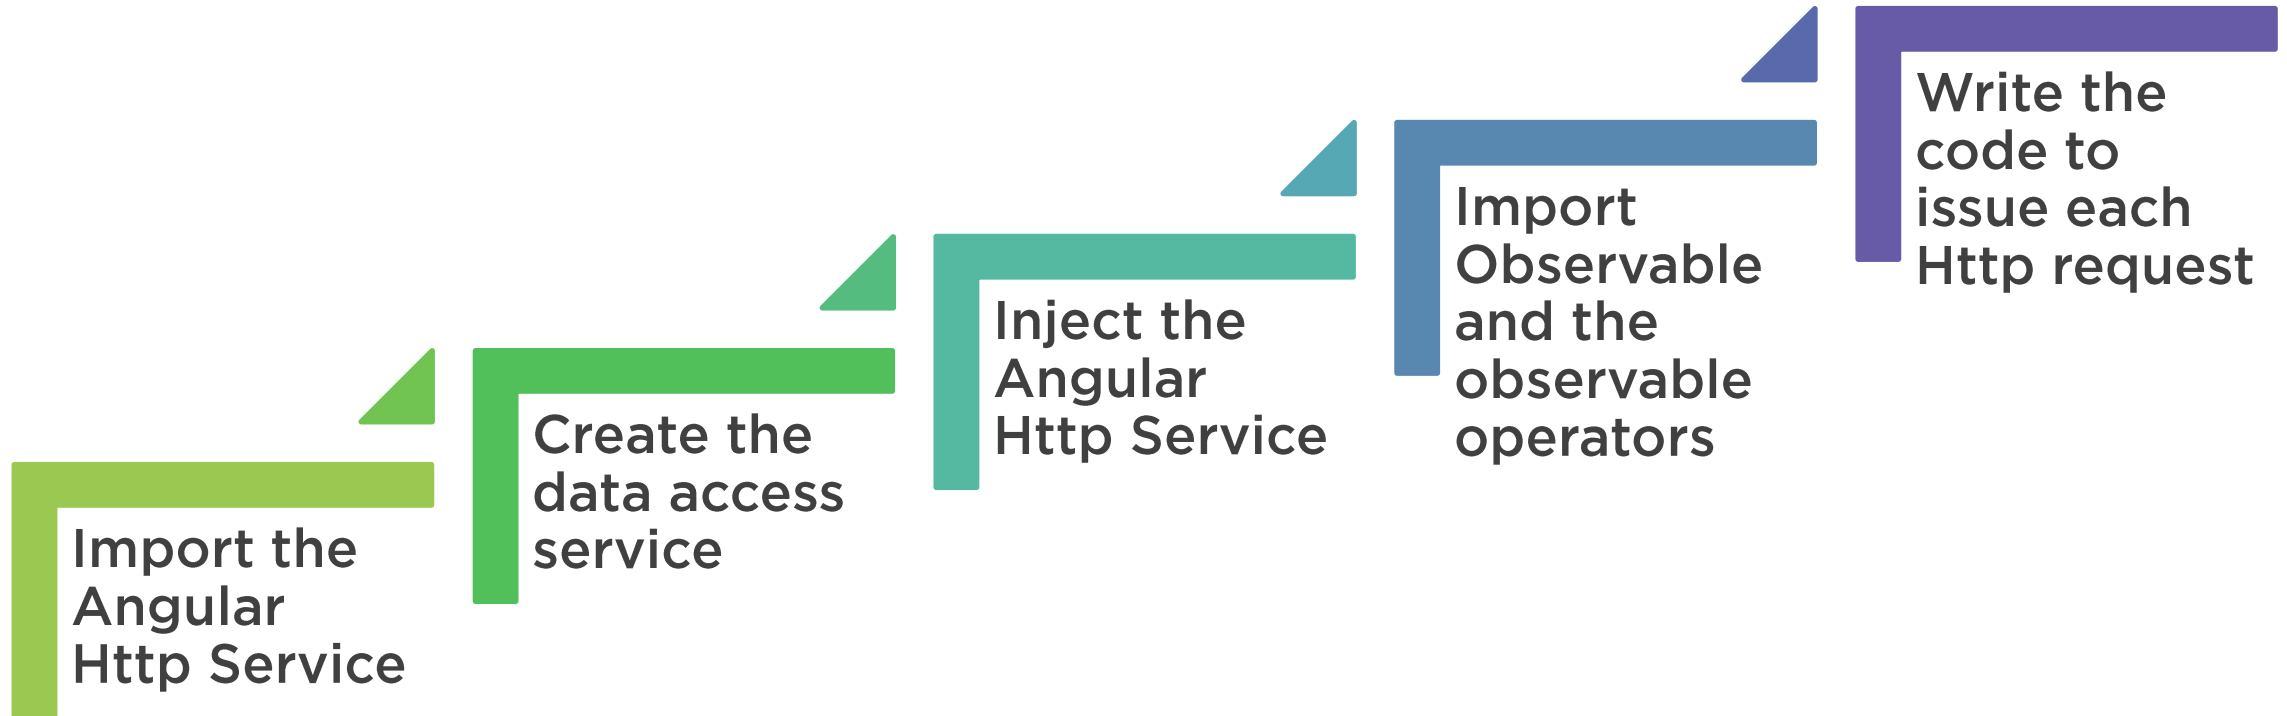 Import the
Angular
Http Service
Create the
data access
service
Inject the
Angular
Http Service
Import
Observable
and the
observable
operators
Write the
code to
issue each
Http request